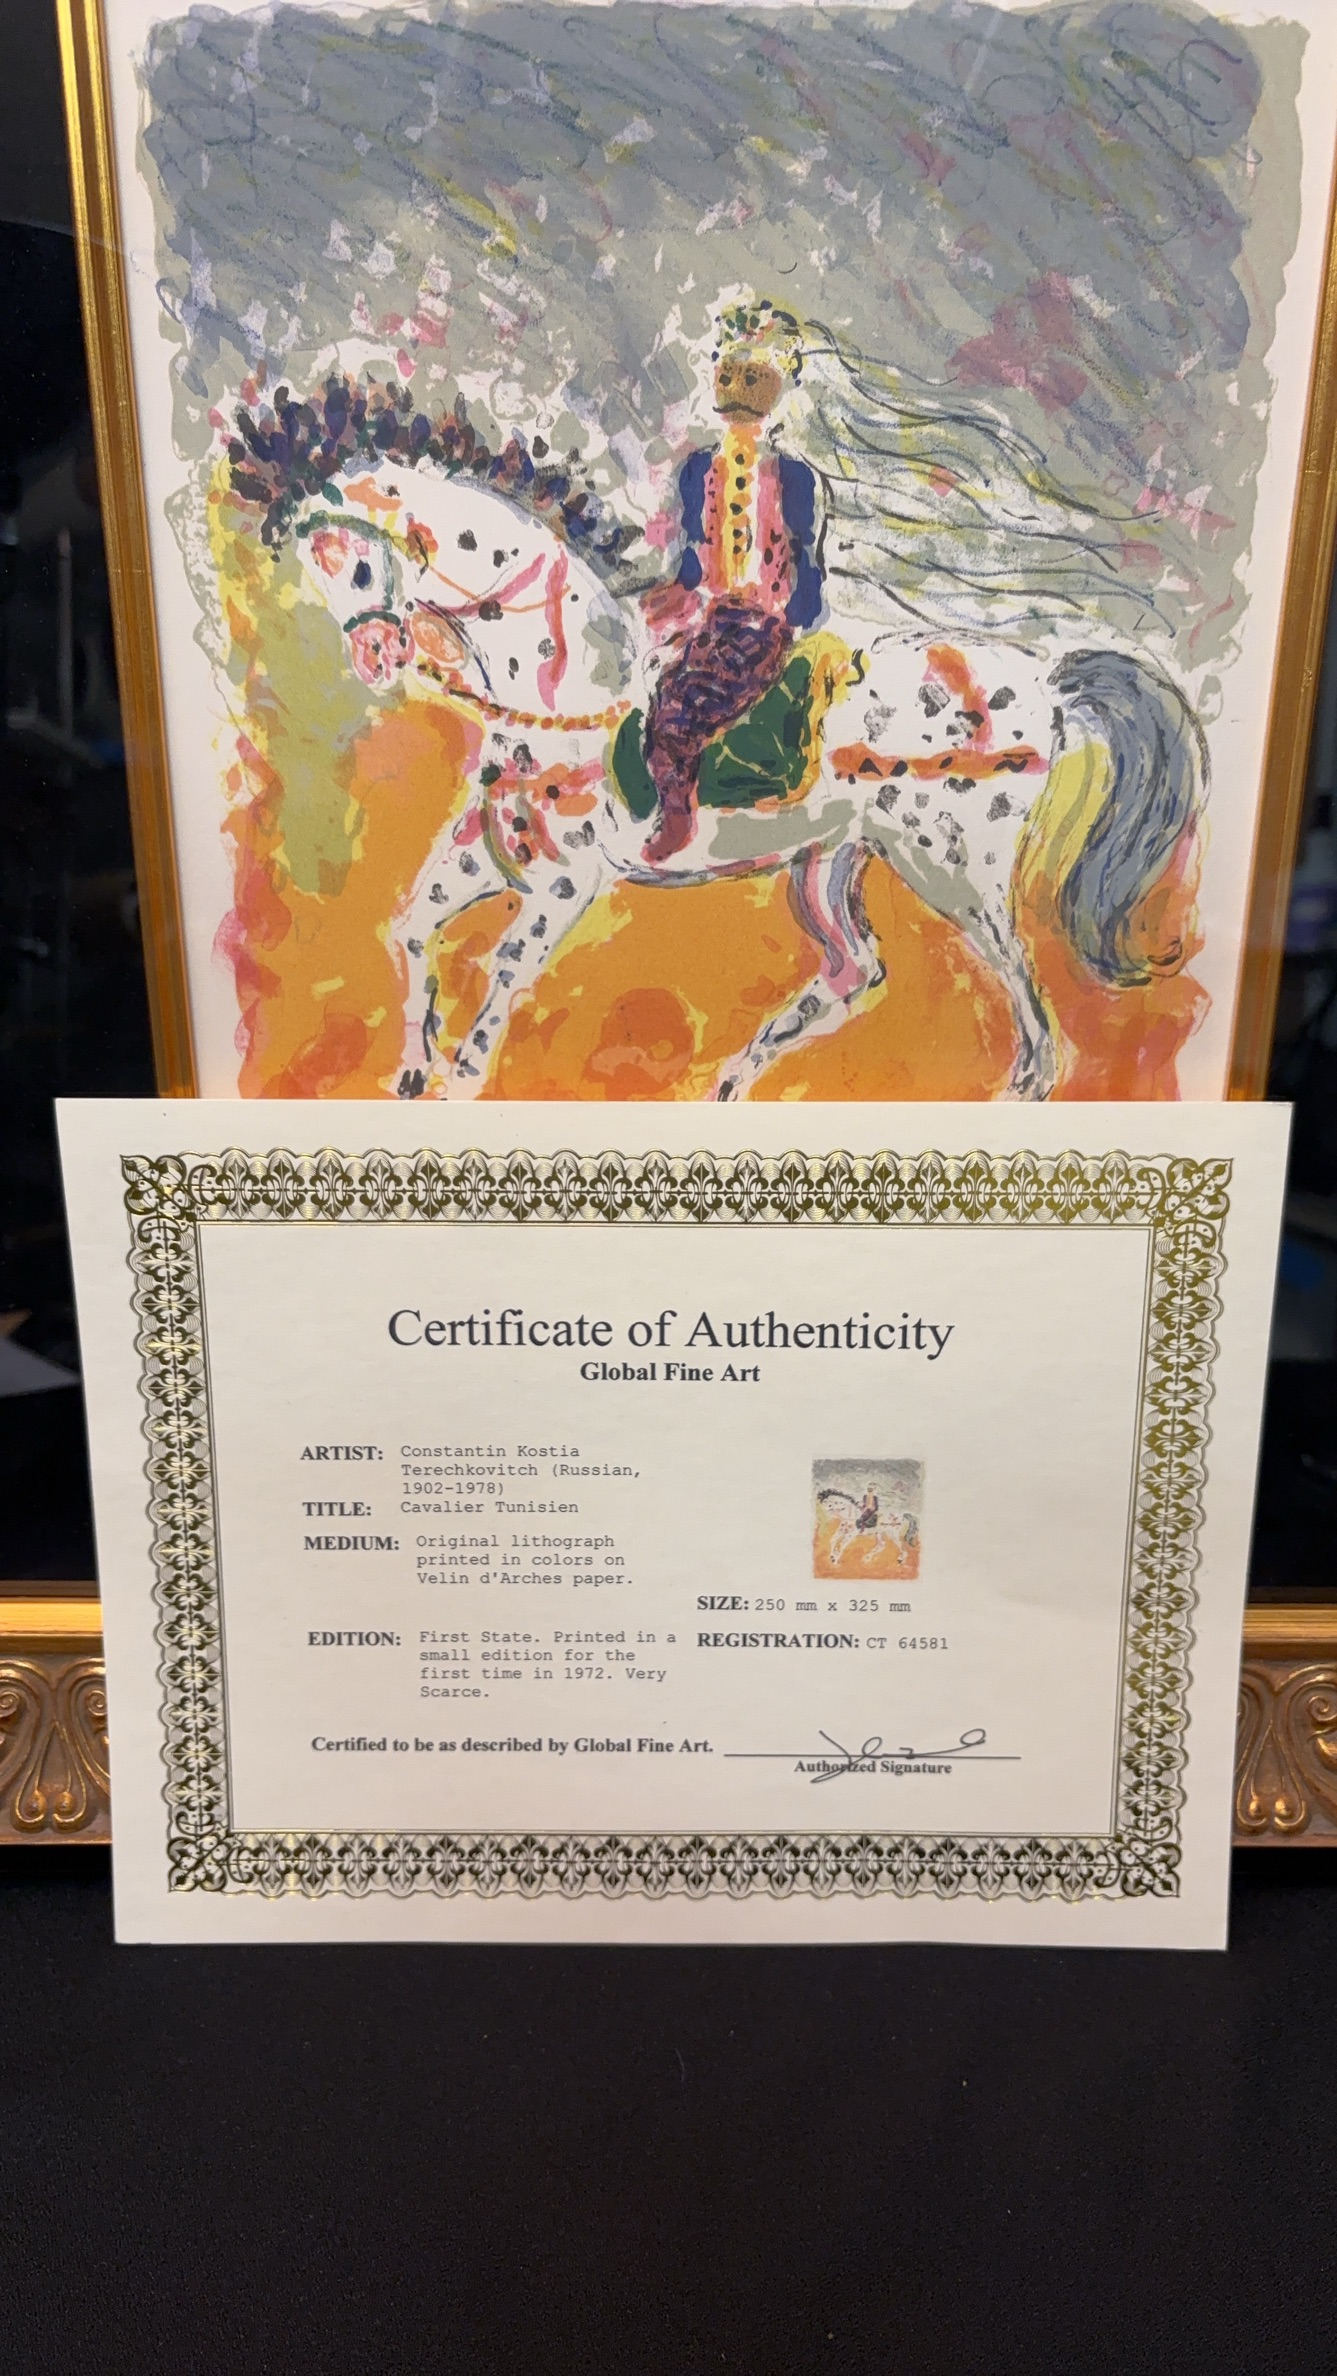 Certificate of Authenticity
Global Fine Art
ARTIST: Constantin Kostia
Terechkovitch (Russian,
1902-1978)
TITLE: Cavalier Tunisien
MEDIUM: Original lithograph
printed in colors on
Velin d'Arches paper.
SIZE: 250 mm x 325 mm
EDITION: First State. Printed in a
small edition for the
first time in 1972. Very
Scarce.
REGISTRATION: CT 64581
Certified to be as described by Global Fine Art.
Authorized Signature